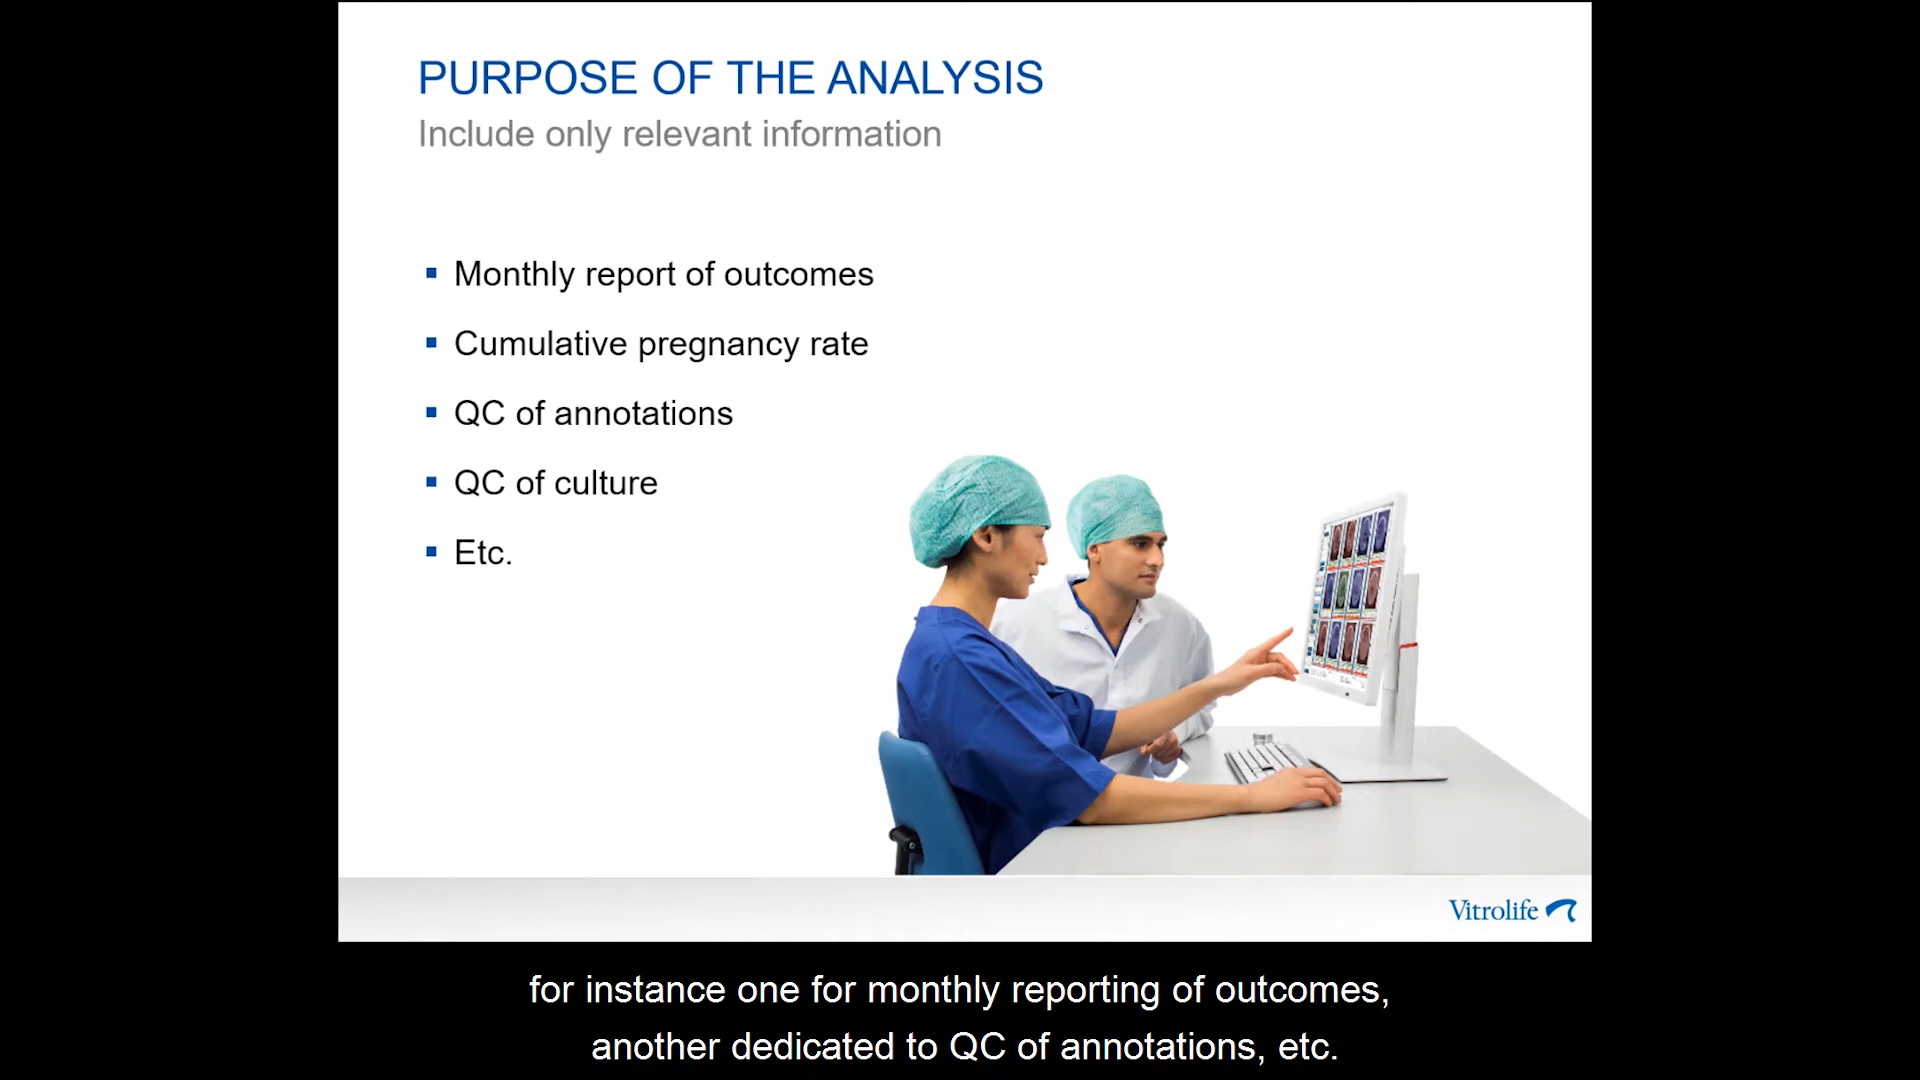 PURPOSE OF THE ANALYSIS
Include only relevant information
Monthly report of outcomes
Cumulative pregnancy rate
QC of annotations
QC of culture
Etc.
Vitrolife
for instance one for monthly reporting of outcomes,
another dedicated to QC of annotations, etc.